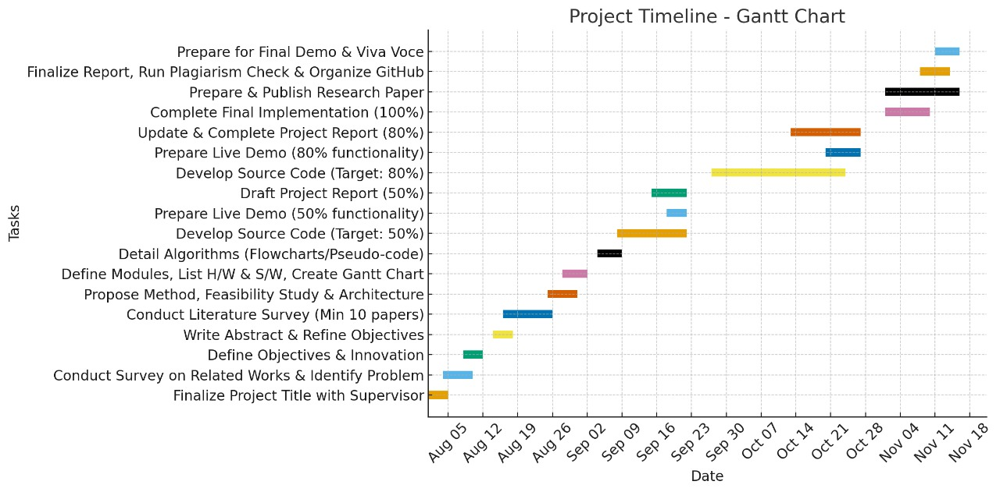 Project Timeline - Gantt Chart
Tasks
Prepare for Final Demo & Viva Voce
Finalize Report, Run Plagiarism Check & Organize GitHub
Prepare & Publish Research Paper
Complete Final Implementation (100%)
Update & Complete Project Report (80%)
Prepare Live Demo (80% functionality)
Develop Source Code (Target: 80%)
Draft Project Report (50%)
Prepare Live Demo (50% functionality)
Develop Source Code (Target: 50%)
Detail Algorithms (Flowcharts/Pseudo-code)
Define Modules, List H/W & S/W, Create Gantt Chart
Propose Method, Feasibility Study & Architecture
Conduct Literature Survey (Min 10 papers)
Write Abstract & Refine Objectives
Define Objectives & Innovation
Conduct Survey on Related Works & Identify Problem
Finalize Project Title with Supervisor
Aug 05
Aug 12
Aug 19
Aug 26
Sep 02
Sep 09
Sep 16
Sep 23
Sep 30
Oct 07
Oct 14
Oct 21
Oct 28
Nov 04
Nov 11
Nov 18
Date